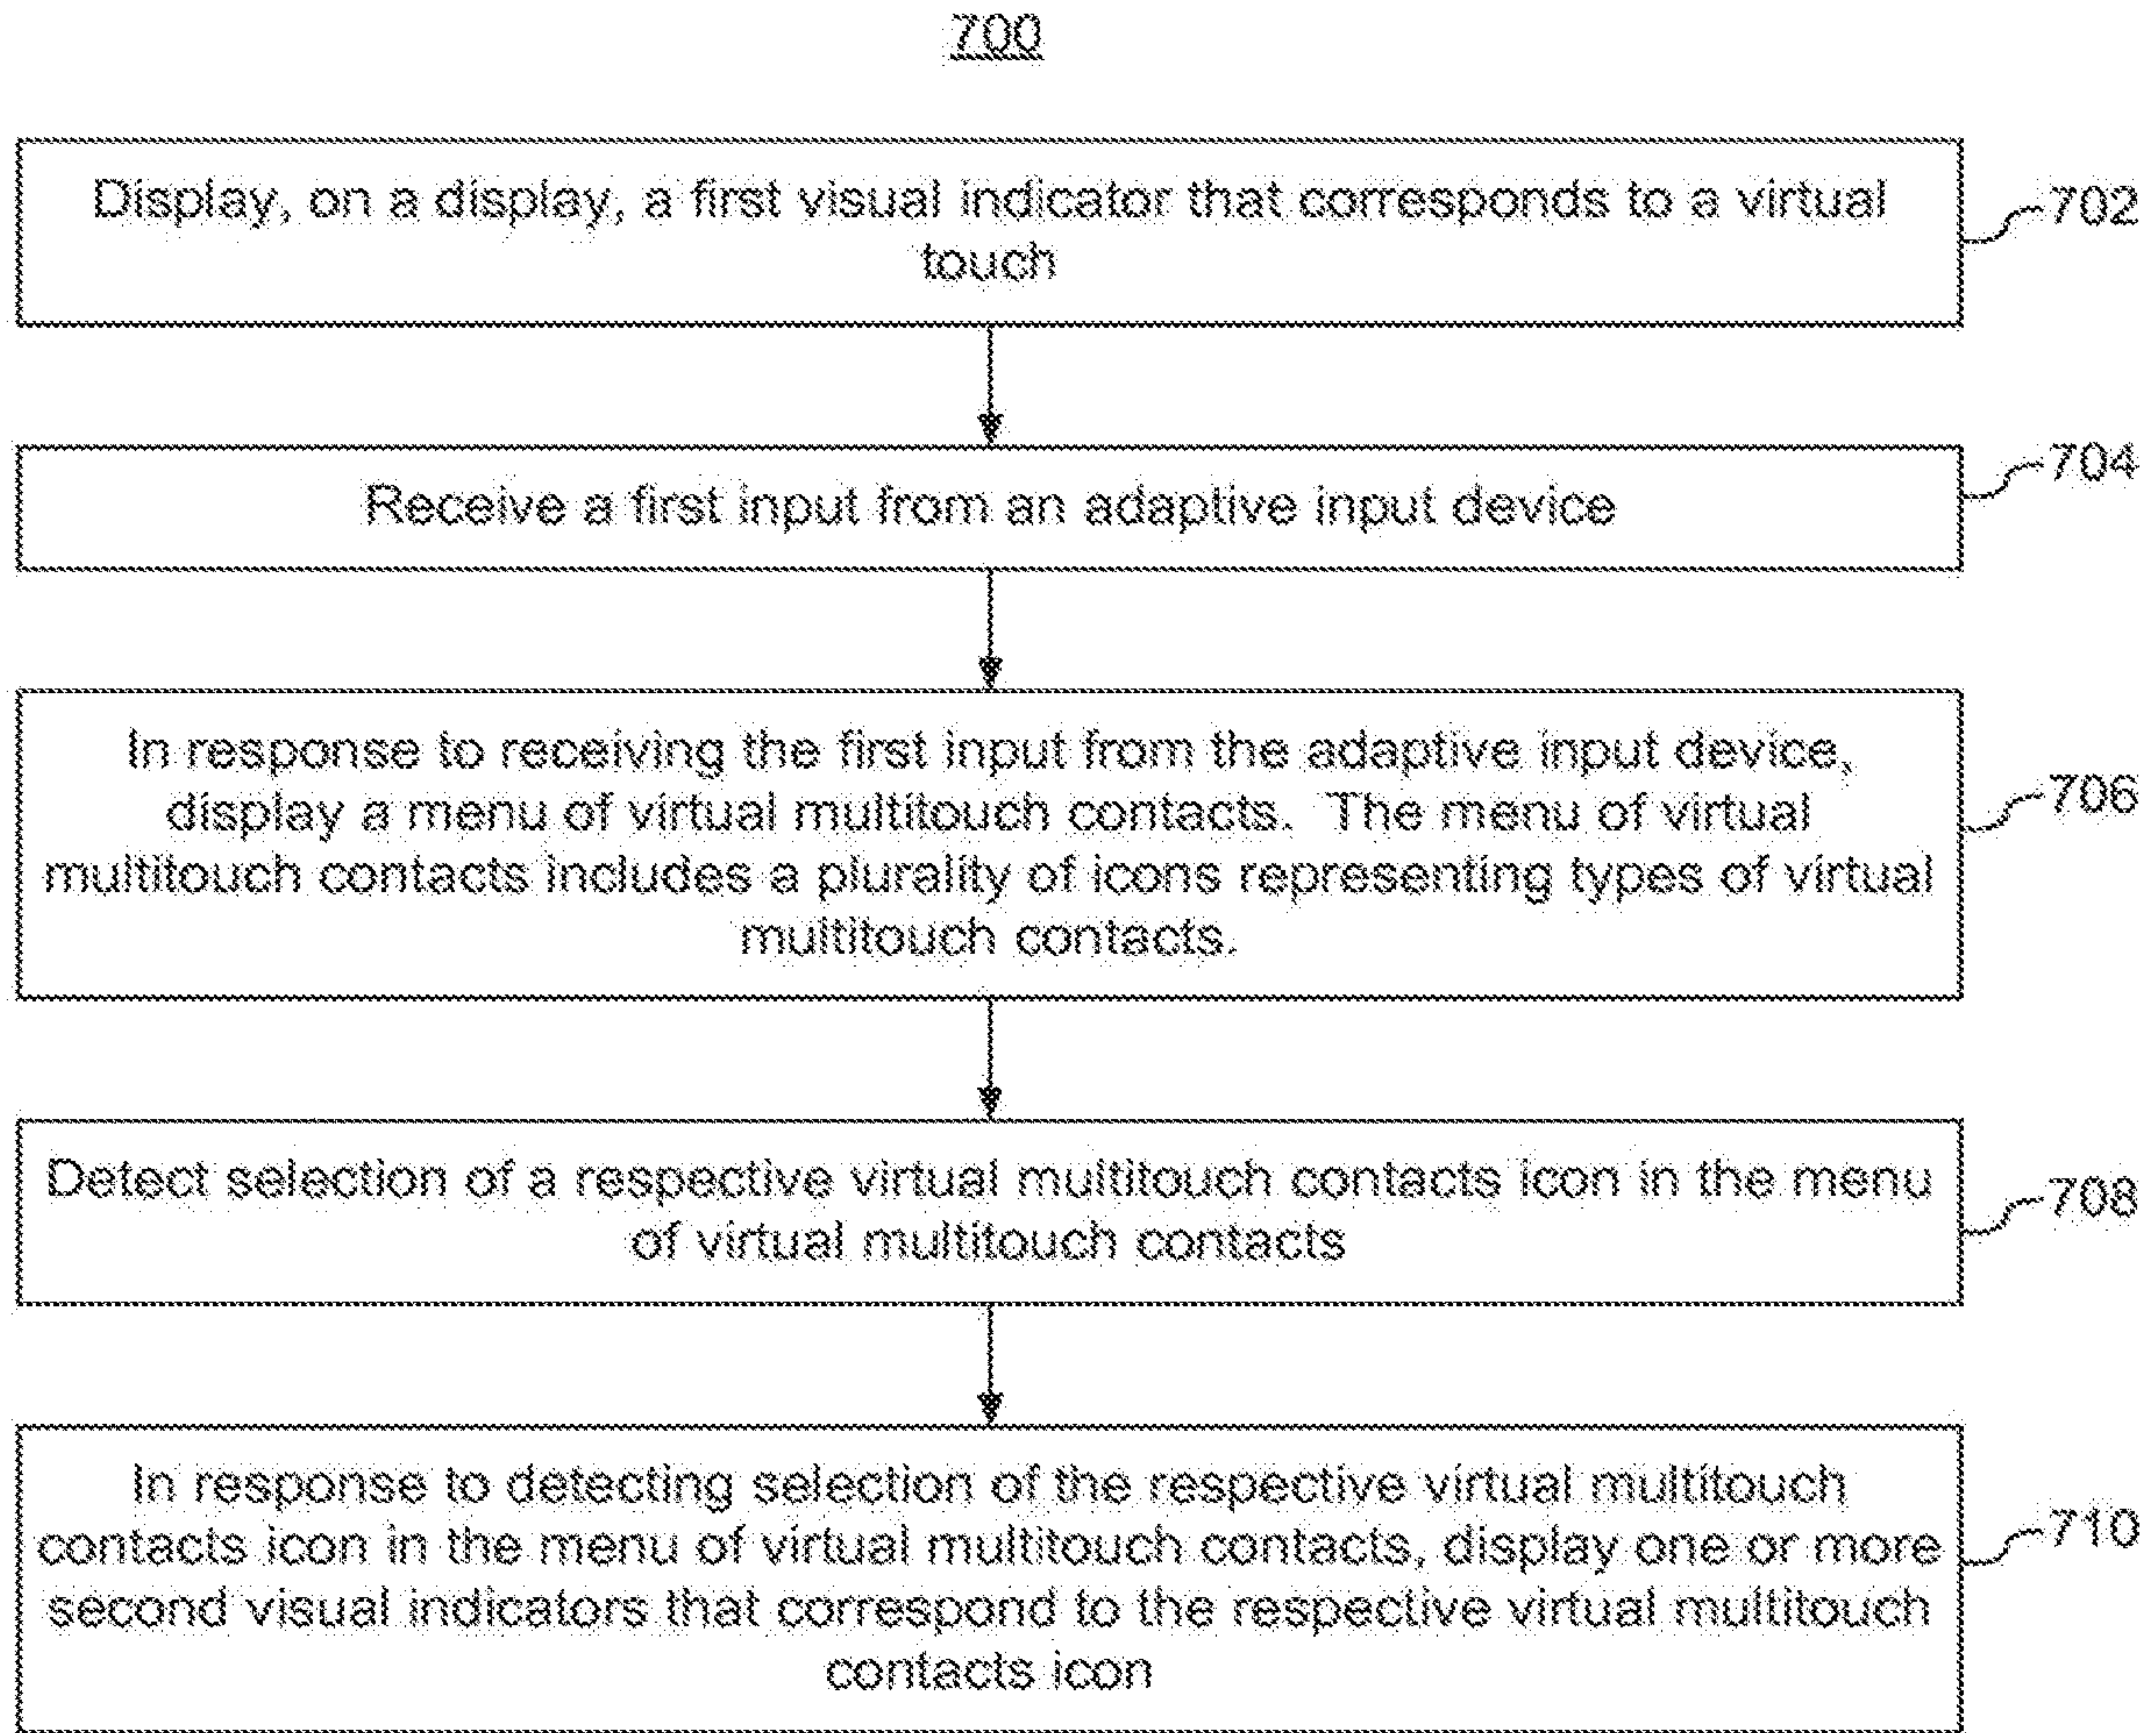 700
Display, on a display, a first visual indicator that corresponds to a virtual
touch
702
Receive a first input from an adaptive input device
704
In response to receiving the first input from the adaptive input device,
display a menu of virtual multitouch contacts. The menu of virtual
multitouch contacts includes a plurality of icons representing types of virtual
multitouch contacts.
706
Detect selection of a respective virtual multitouch contacts icon in the menu
of virtual multitouch contacts
708
In response to detecting selection of the respective virtual multitouch
contacts icon in the menu of virtual multitouch contacts, display one or more
second visual indicators that correspond to the respective virtual multitouch
contacts icon
710